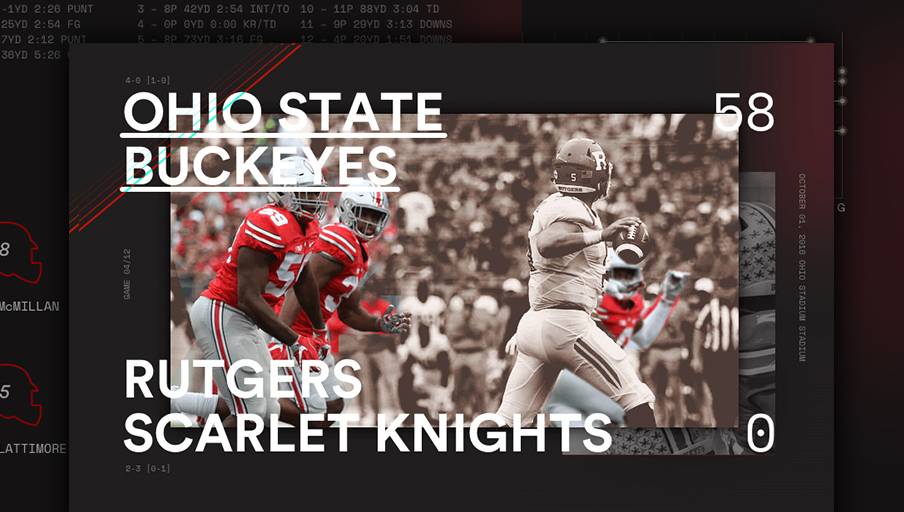 -1YD 2:26 PUNT 3 – 8P 42YD 2:54 INT/TO 10 – 11P 88YD 3:04 TD
25YD 2:54 FG 4 – 0P 0YD 0:00 KR/TD 11 – 9P 29YD 3:13 DOWNS
7YD 2:12 PUNT 5 – 8P 73YD 3:16 FG 12 – 4P 20YD 1:51 DOWNS
36YD 5:26
4-0 [1-0]
OHIO STATE
BUCKEYES
58
R
5
RUTGERS
GAME 04/12
OCTOBER 01, 2016 OHIO STADIUM STADIUM
G
8
McMILLAN
5
LATTIMORE
RUTGERS
SCARLET KNIGHTS
0
2-3 [0-1]